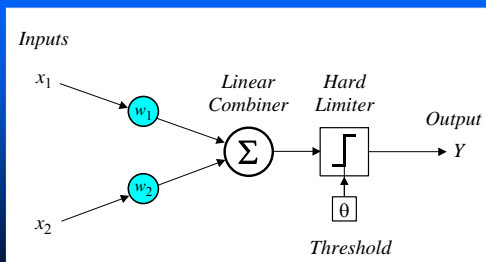 Inputs
x1
Linear
Combiner
Hard
Limiter
w1
Output
Σ
Y
w2
θ
x2
Threshold